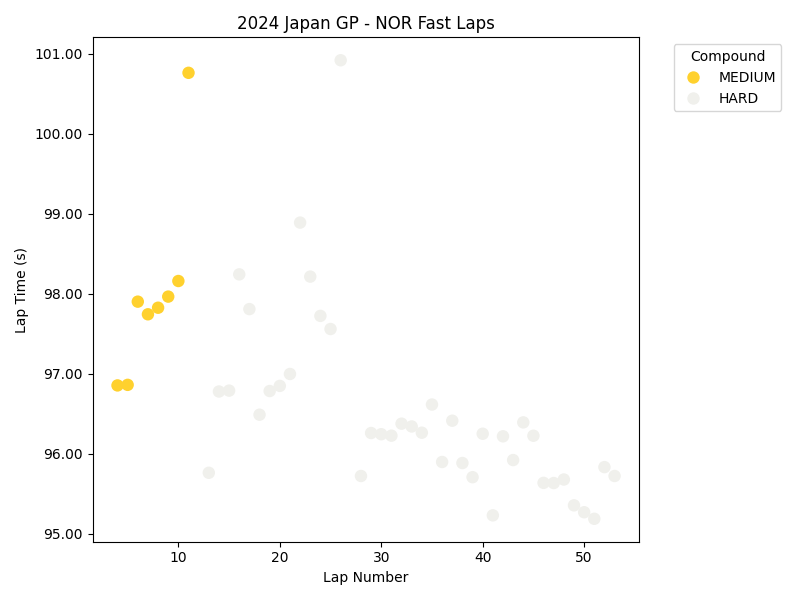 2024 Japan GP - NOR Fast Laps
101.00
100.00
99.00
98.00
97.00
96.00
95.00
Lap Time (s)
10
20
30
40
50
Lap Number
Compound
MEDIUM
HARD